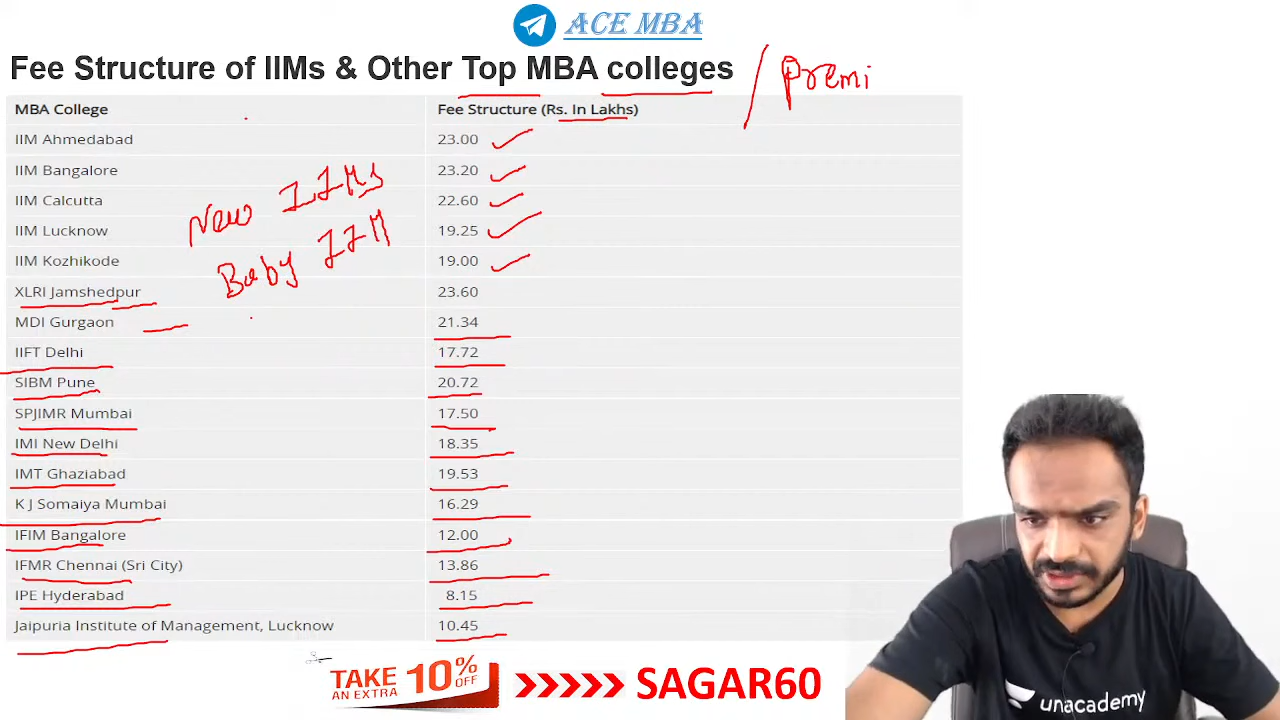 ACE MBA
Fee Structure of IIMs & Other Top MBA colleges / Premi
MBA College Fee Structure (Rs. In Lakhs)
IIM Ahmedabad 23.00
IIM Bangalore 23.20
IIM Calcutta 22.60
New IIMs
IIM Lucknow 19.25
Baby IIM
IIM Kozhikode 19.00
XLRI Jamshedpur 23.60
MDI Gurgaon 21.34
IIFT Delhi 17.72
SIBM Pune 20.72
SPJIMR Mumbai 17.50
IMI New Delhi 18.35
IMT Ghaziabad 19.53
K J Somaiya Mumbai 16.29
IFIM Bangalore 12.00
IFMR Chennai (Sri City) 13.86
IPE Hyderabad 8.15
Jaipuria Institute of Management, Lucknow 10.45
TAKE AN EXTRA 10% OFF >>>>>> SAGAR60
unacademy